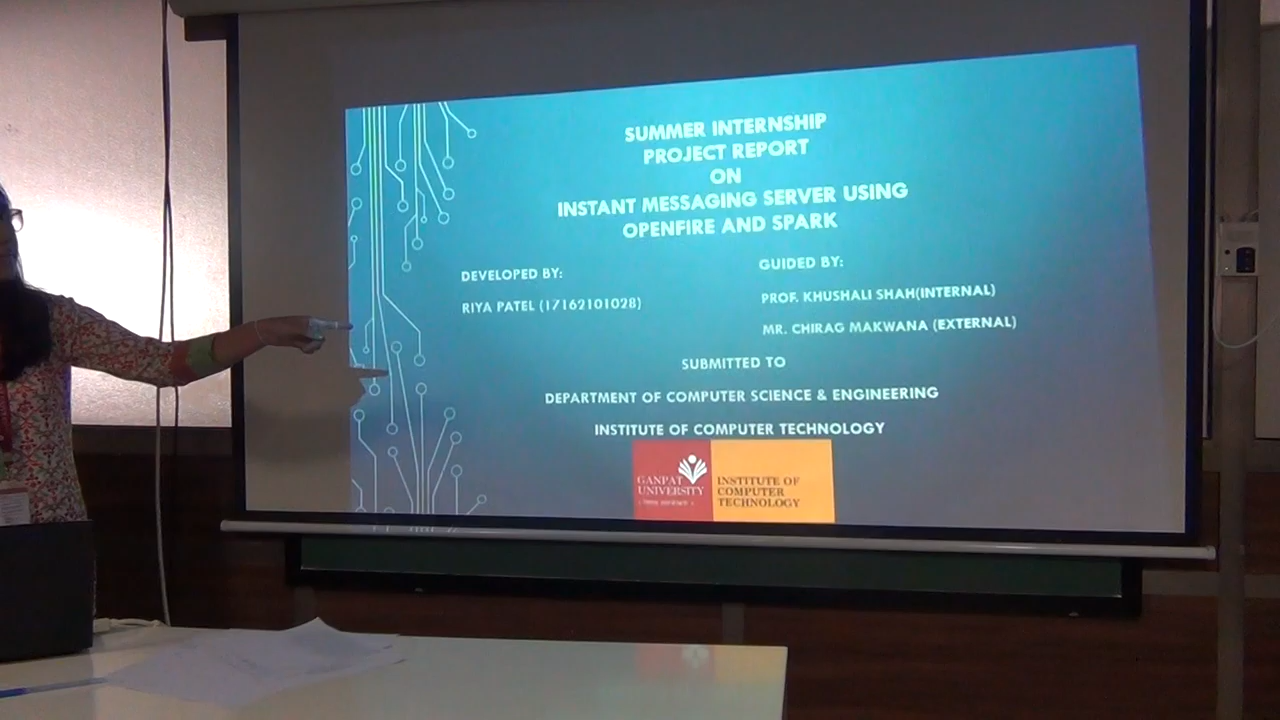 SUMMER INTERNSHIP
PROJECT REPORT
ON
INSTANT MESSAGING SERVER USING
OPENFIRE AND SPARK
DEVELOPED BY:
RIYA PATEL (17162101028)
GUIDED BY:
PROF. KHUSHALI SHAH(INTERNAL)
MR. CHIRAG MAKWANA (EXTERNAL)
SUBMITTED TO
DEPARTMENT OF COMPUTER SCIENCE & ENGINEERING
INSTITUTE OF COMPUTER TECHNOLOGY
GANPAT
UNIVERSITY
INSTITUTE OF
COMPUTER
TECHNOLOGY